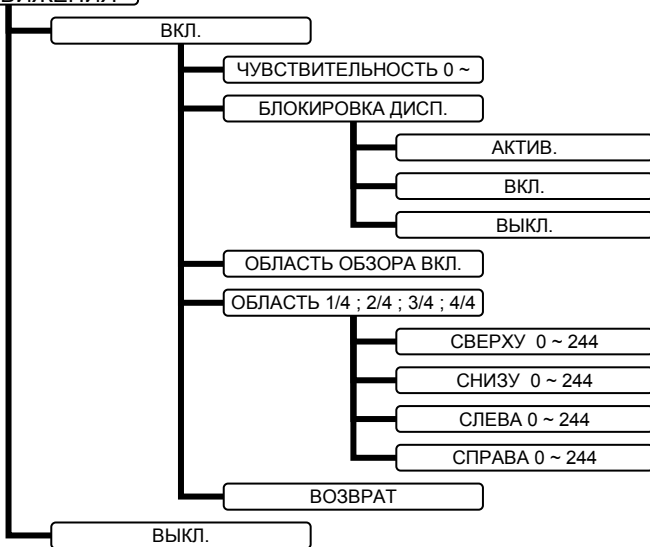 ВКЛ.
ЧУВСТВИТЕЛЬНОСТЬ 0 ~
БЛОКИРОВКА ДИСП.
АКТИВ.
ВКЛ.
ВЫКЛ.
ОБЛАСТЬ ОБЗОРА ВКЛ.
ОБЛАСТЬ 1/4 ; 2/4 ; 3/4 ; 4/4
СВЕРХУ 0 ~ 244
СНИЗУ 0 ~ 244
СЛЕВА 0 ~ 244
СПРАВА 0 ~ 244
ВОЗВРАТ
ВЫКЛ.